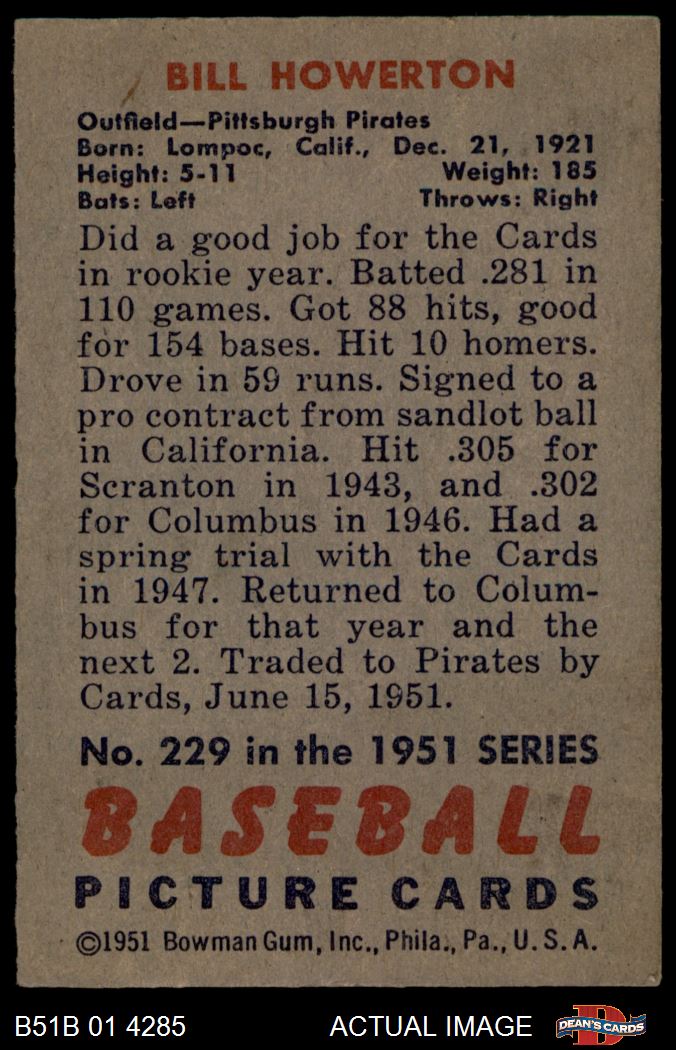 BILL HOWERTON
Outfield—Pittsburgh Pirates
Born: Lompoc, Calif., Dec. 21, 1921
Height: 5-11 Weight: 185
Bats: Left Throws: Right
Did a good job for the Cards
in rookie year. Batted .281 in
110 games. Got 88 hits, good
for 154 bases. Hit 10 homers.
Drove in 59 runs. Signed to a
pro contract from sandlot ball
in California. Hit .305 for
Scranton in 1943, and .302
for Columbus in 1946. Had a
spring trial with the Cards
in 1947. Returned to Colum-
bus for that year and the
next 2. Traded to Pirates by
Cards, June 15, 1951.
No. 229 in the 1951 SERIES
BASEBALL
PICTURE CARDS
©1951 Bowman Gum, Inc., Phila., Pa., U. S. A.
B51B 01 4285 ACTUAL IMAGE DEAN'S CARDS